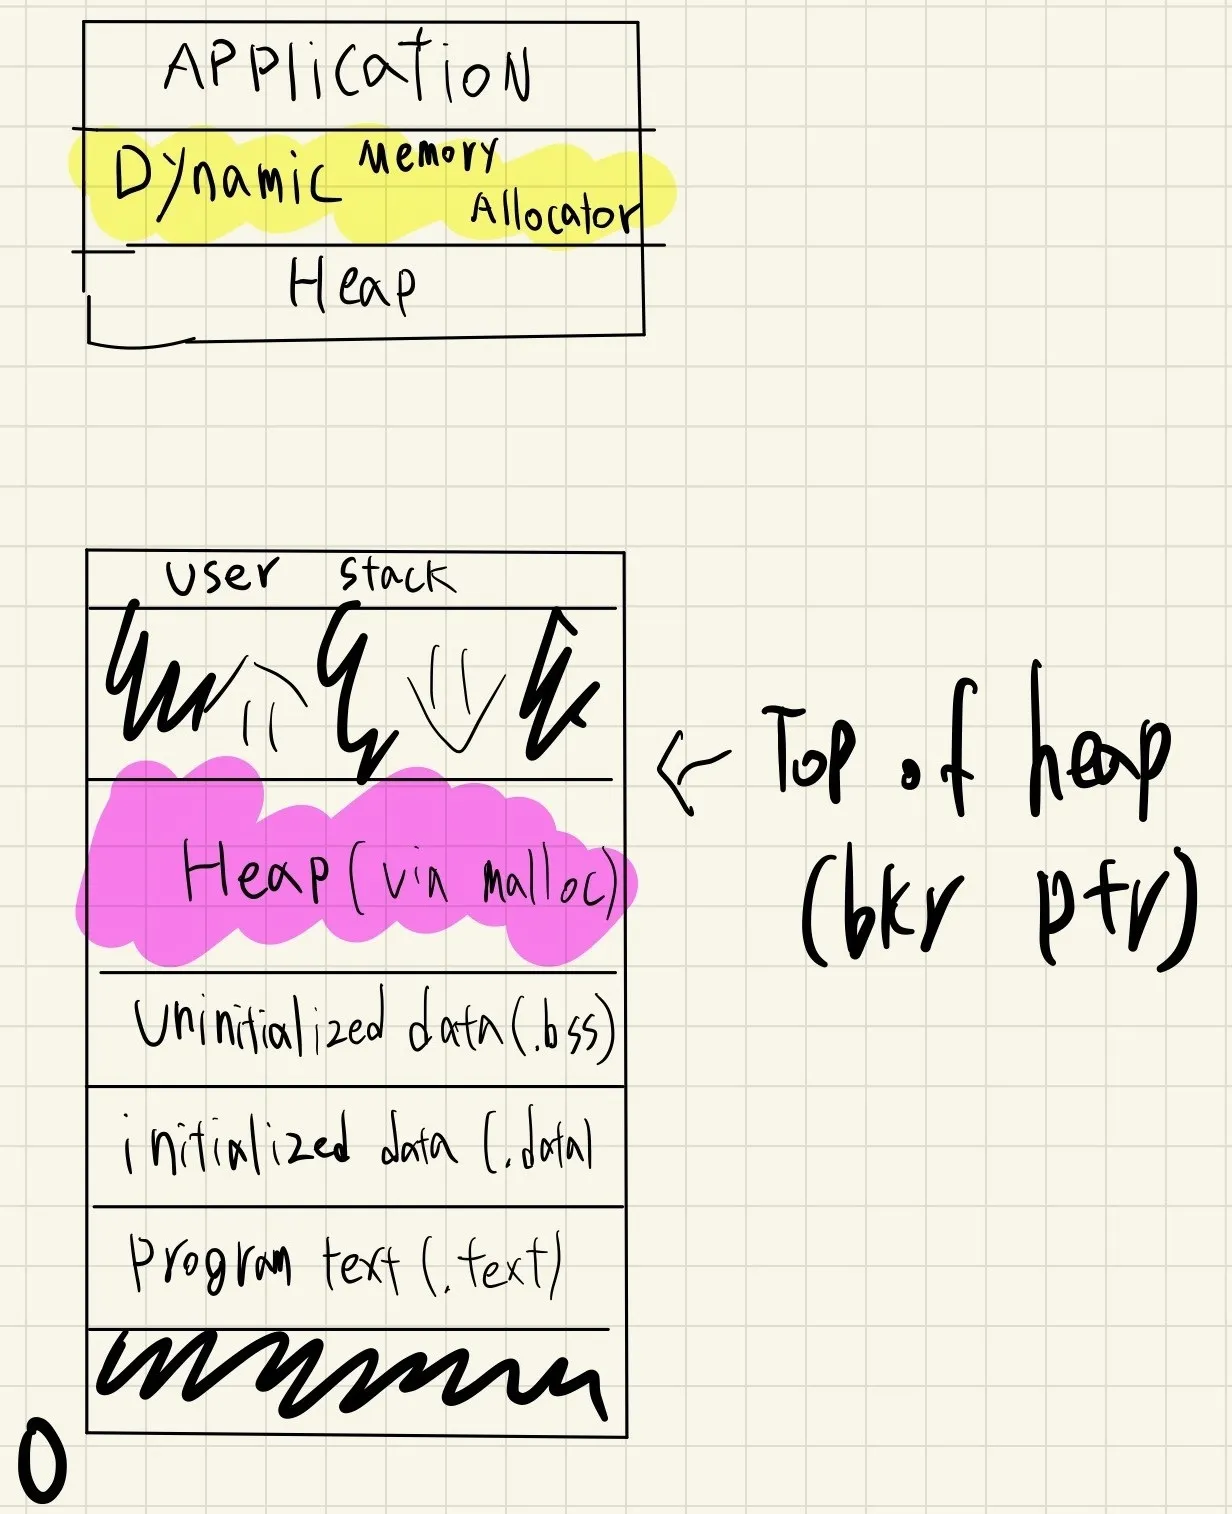 Application
Dynamic Memory
Allocator
Heap
user stack
Top of heap
(bkr ptr)
Heap (via malloc)
Uninitialized data (.bss)
initialized data (.data)
Program text (.text)
0